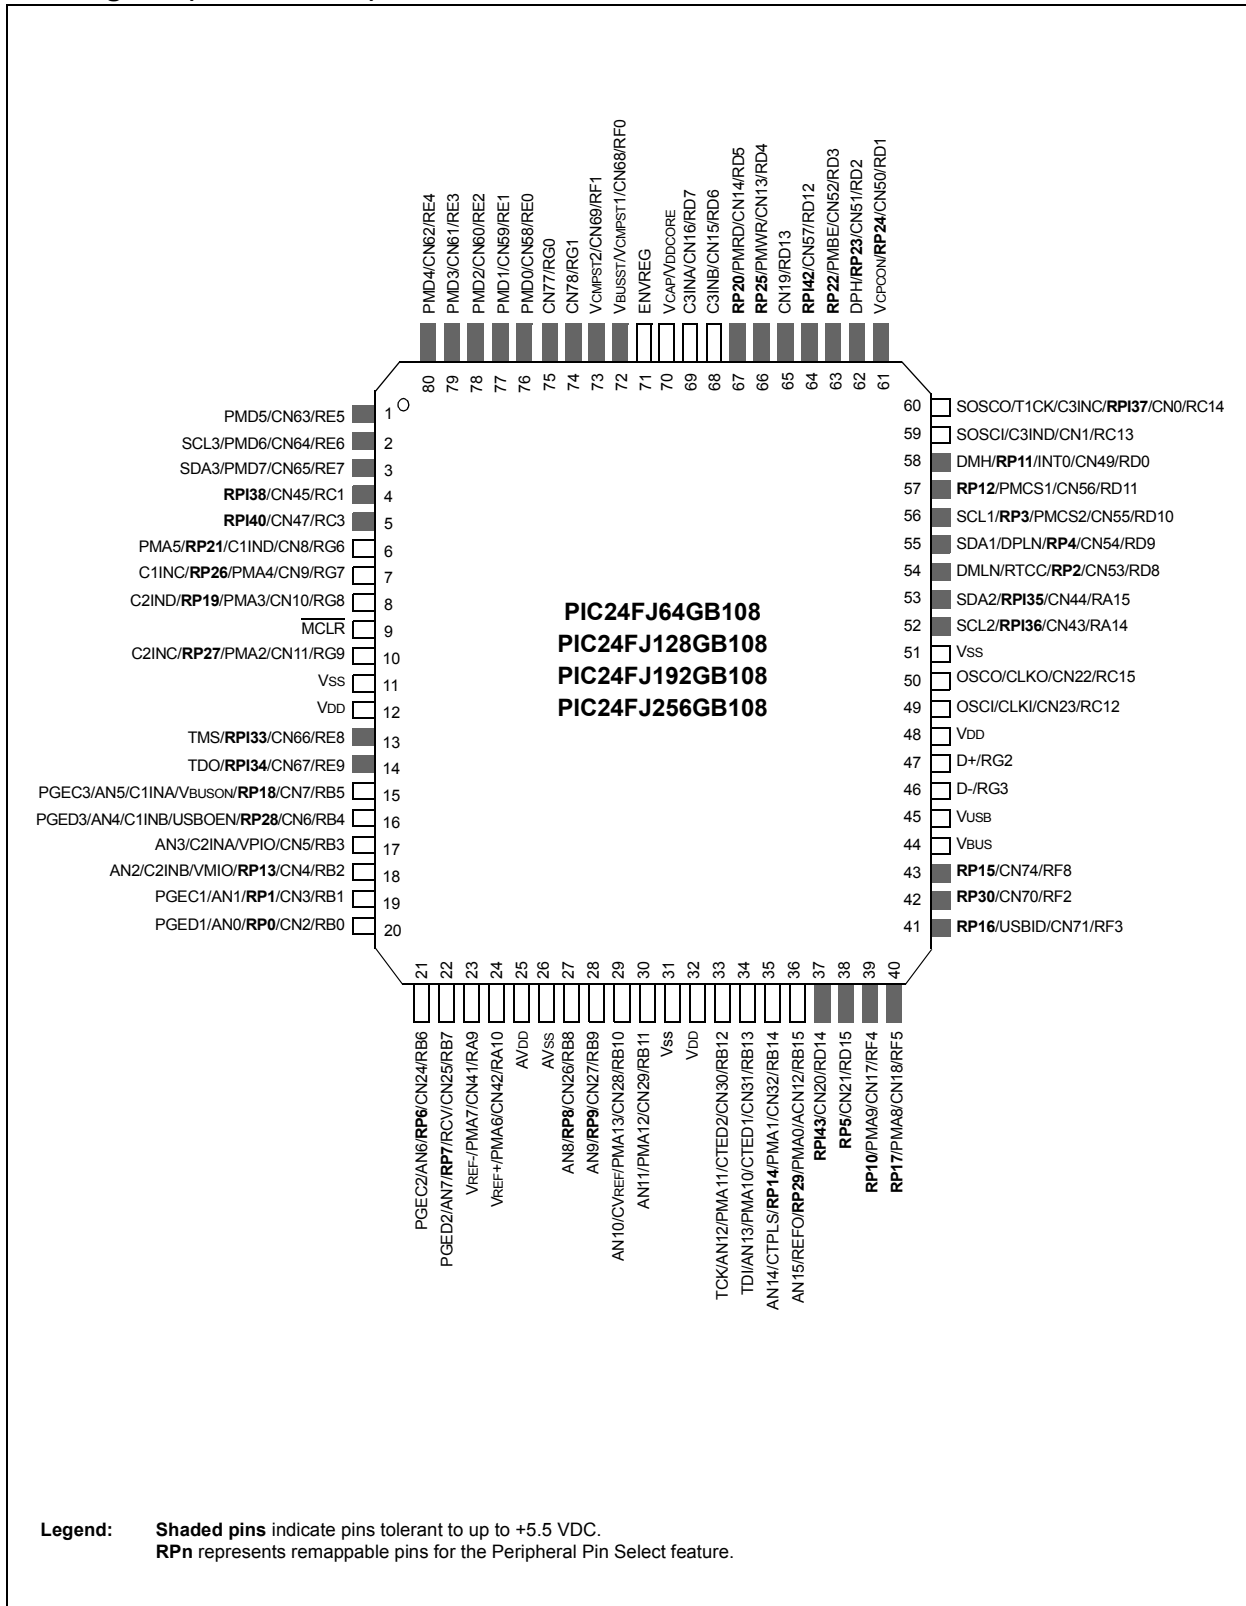 PMD4/CN62/RE4
PMD3/CN61/RE3
PMD2/CN60/RE2
PMD1/CN59/RE1
PMD0/CN58/RE0
CN77/RG0
CN78/RG1
VCMPST2/CN69/RF1
VBUSST/VCMPST1/CN68/RF0
ENVREG
VCAP/VDDCORE
C3INA/CN16/RD7
C3INB/CN15/RD6
RP20/PMRD/CN14/RD5
RP25/PMWR/CN13/RD4
CN19/RD13
RPI42/CN57/RD12
RP22/PMBE/CN52/RD3
DPH/RP23/CN51/RD2
VCPCON/RP24/CN50/RD1
80 79 78 77 76 75 74 73 72 71 70 69 68 67 66 65 64 63 62 61
PMD5/CN63/RE5 1
SCL3/PMD6/CN64/RE6 2
SDA3/PMD7/CN65/RE7 3
RPI38/CN45/RC1 4
RPI40/CN47/RC3 5
PMA5/RP21/C1IND/CN8/RG6 6
C1INC/RP26/PMA4/CN9/RG7 7
C2IND/RP19/PMA3/CN10/RG8 8
MCLR 9
C2INC/RP27/PMA2/CN11/RG9 10
VSS 11
VDD 12
TMS/RPI33/CN66/RE8 13
TDO/RPI34/CN67/RE9 14
PGEC3/AN5/C1INA/VBUSON/RP18/CN7/RB5 15
PGED3/AN4/C1INB/USBOEN/RP28/CN6/RB4 16
AN3/C2INA/VPIO/CN5/RB3 17
AN2/C2INB/VMIO/RP13/CN4/RB2 18
PGEC1/AN1/RP1/CN3/RB1 19
PGED1/AN0/RP0/CN2/RB0 20
PIC24FJ64GB108
PIC24FJ128GB108
PIC24FJ192GB108
PIC24FJ256GB108
60 SOSCO/T1CK/C3INC/RPI37/CN0/RC14
59 SOSCI/C3IND/CN1/RC13
58 DMH/RP11/INT0/CN49/RD0
57 RP12/PMCS1/CN56/RD11
56 SCL1/RP3/PMCS2/CN55/RD10
55 SDA1/DPLN/RP4/CN54/RD9
54 DMLN/RTCC/RP2/CN53/RD8
53 SDA2/RPI35/CN44/RA15
52 SCL2/RPI36/CN43/RA14
51 VSS
50 OSCO/CLKO/CN22/RC15
49 OSCI/CLKI/CN23/RC12
48 VDD
47 D+/RG2
46 D-/RG3
45 VUSB
44 VBUS
43 RP15/CN74/RF8
42 RP30/CN70/RF2
41 RP16/USBID/CN71/RF3
21 22 23 24 25 26 27 28 29 30 31 32 33 34 35 36 37 38 39 40
PGEC2/AN6/RP6/CN24/RB6
PGED2/AN7/RP7/RCV/CN25/RB7
VREF-/PMA7/CN41/RA9
VREF+/PMA6/CN42/RA10
AVDD
AVSS
AN8/RP8/CN26/RB8
AN9/RP9/CN27/RB9
AN10/CVREF/PMA13/CN28/RB10
AN11/PMA12/CN29/RB11
Vss
VDD
TCK/AN12/PMA11/CTED2/CN30/RB12
TDI/AN13/PMA10/CTED1/CN31/RB13
AN14/CTPLS/RP14/PMA1/CN32/RB14
AN15/REFO/RP29/PMA0/ACN12/RB15
RPI43/CN20/RD14
RP5/CN21/RD15
RP10/PMA9/CN17/RF4
RP17/PMA8/CN18/RF5
Legend: Shaded pins indicate pins tolerant to up to +5.5 VDC.
RPn represents remappable pins for the Peripheral Pin Select feature.